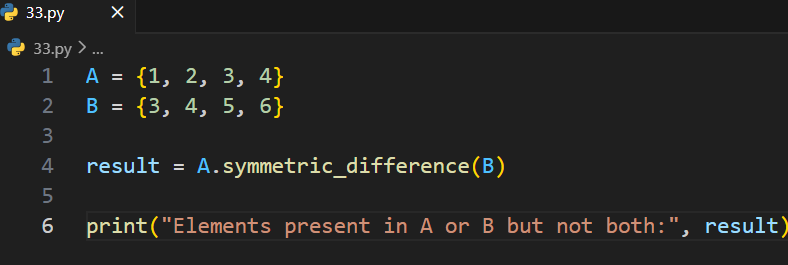 33.py ×
33.py > ...
1 A = {1, 2, 3, 4}
2 B = {3, 4, 5, 6}
3
4 result = A.symmetric_difference(B)
5
6 print("Elements present in A or B but not both:", result)